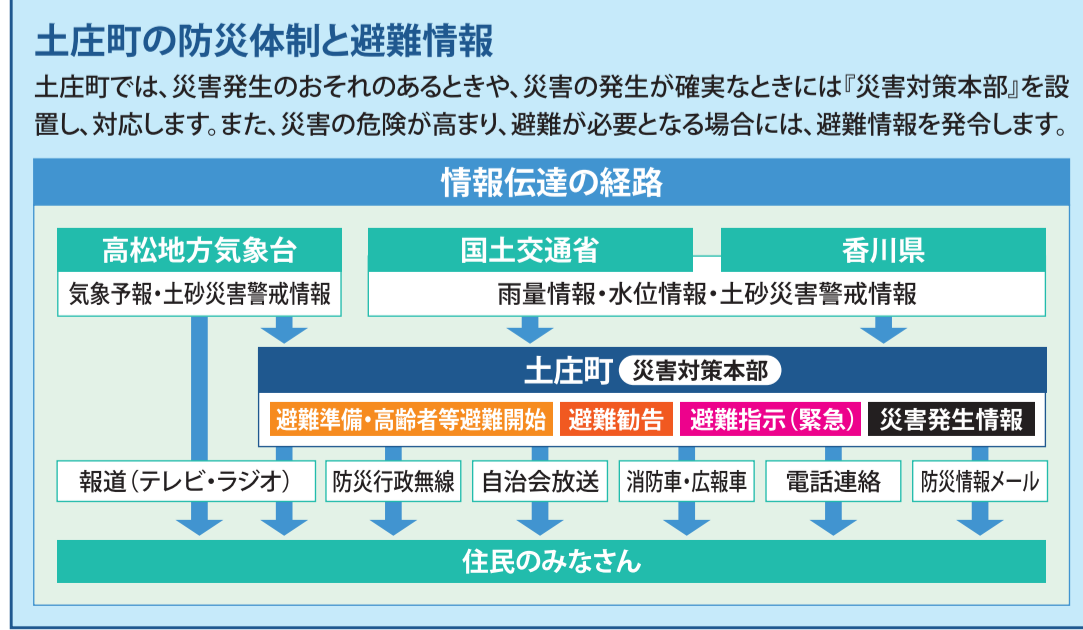 土庄町の防災体制と避難情報
土庄町では、災害発生のおそれのあるときや、災害の発生が確実なときには『災害対策本部』を設
置し、対応します。また、災害の危険が高まり、避難が必要となる場合には、避難情報を発令します。
情報伝達の経路
高松地方気象台
気象予報・土砂災害警戒情報
国土交通省
香川県
雨量情報・水位情報・土砂災害警戒情報
土庄町 災害対策本部
避難準備・高齢者等避難開始 避難勧告 避難指示（緊急） 災害発生情報
報道（テレビ・ラジオ） 防災行政無線 自治会放送 消防車・広報車 電話連絡 防災情報メール
住民のみなさん